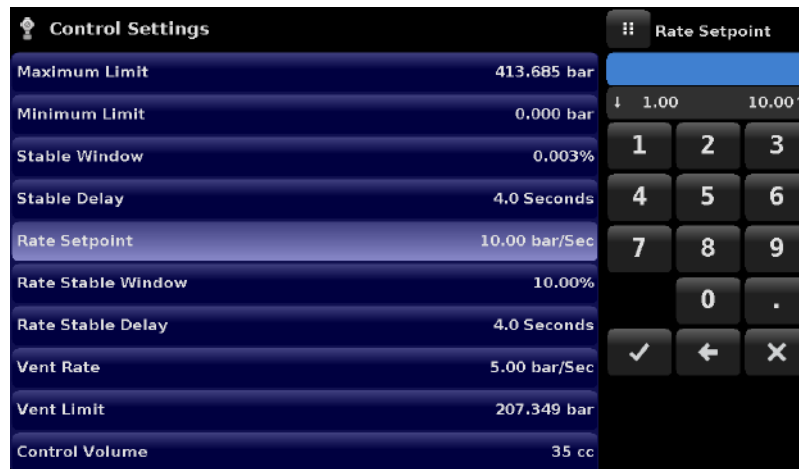 Control Settings
Maximum Limit 413.685 bar
Minimum Limit 0.000 bar
Stable Window 0.003%
Stable Delay 4.0 Seconds
Rate Setpoint 10.00 bar/Sec
Rate Stable Window 10.00%
Rate Stable Delay 4.0 Seconds
Vent Rate 5.00 bar/Sec
Vent Limit 207.349 bar
Control Volume 35 cc
Rate Setpoint
↓ 1.00 10.00
1 2 3
4 5 6
7 8 9
0 .